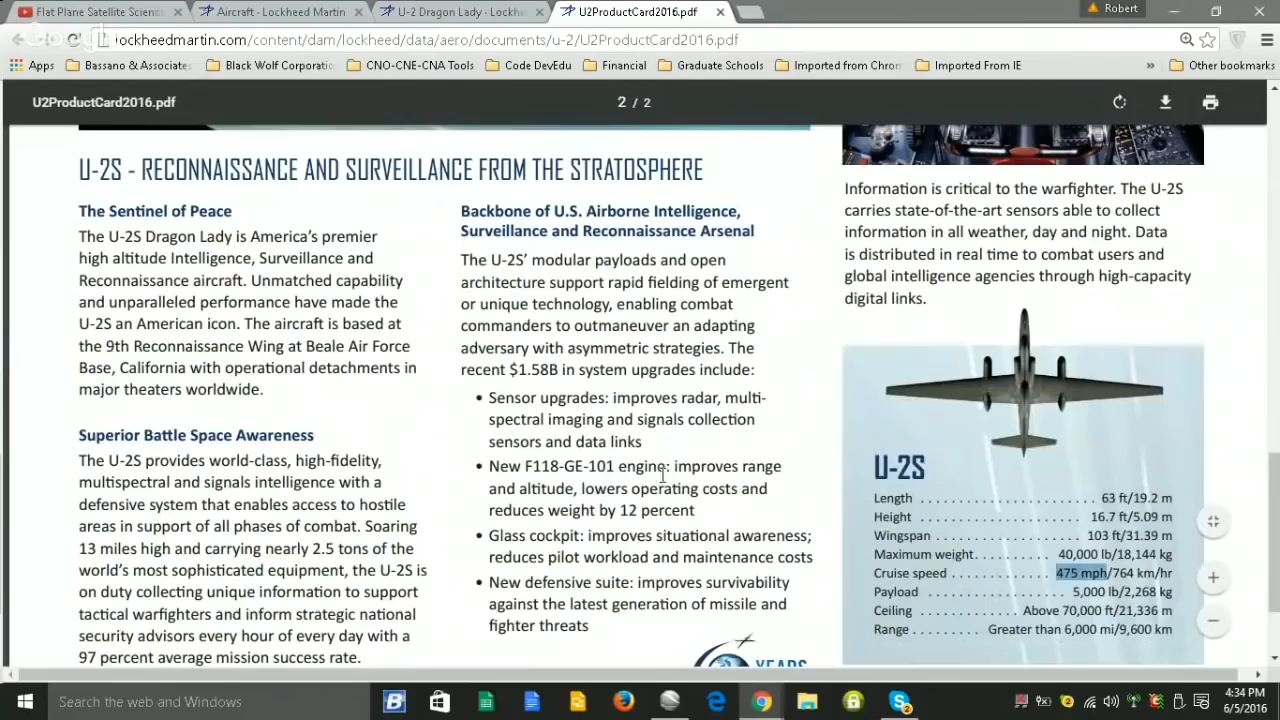 Flat Plane Satellite Scienc
Aircraft - Lockheed Martin
U-2 Dragon Lady - Lockhe
U2ProductCard2016.pdf
Robert
lockheedmartin.com/content/dam/lockheed/data/aero/documents/u-2/U2ProductCard2016.pdf
Apps
Bassano & Associates
Black Wolf Corporatio
CNO-CNE-CNA Tools
Code DevEdu
Financial
Graduate Schools
Imported from Chrom
Imported From IE
»
Other bookmarks
U2ProductCard2016.pdf
2 / 2
U-2S - RECONNAISSANCE AND SURVEILLANCE FROM THE STRATOSPHERE
The Sentinel of Peace
The U-2S Dragon Lady is America’s premier
high altitude Intelligence, Surveillance and
Reconnaissance aircraft. Unmatched capability
and unparalleled performance have made the
U-2S an American icon. The aircraft is based at
the 9th Reconnaissance Wing at Beale Air Force
Base, California with operational detachments in
major theaters worldwide.
Superior Battle Space Awareness
The U-2S provides world-class, high-fidelity,
multispectral and signals intelligence with a
defensive system that enables access to hostile
areas in support of all phases of combat. Soaring
13 miles high and carrying nearly 2.5 tons of the
world’s most sophisticated equipment, the U-2S is
on duty collecting unique information to support
tactical warfighters and inform strategic national
security advisors every hour of every day with a
97 percent average mission success rate.
Backbone of U.S. Airborne Intelligence,
Surveillance and Reconnaissance Arsenal
The U-2S’ modular payloads and open
architecture support rapid fielding of emergent
or unique technology, enabling combat
commanders to outmaneuver an adapting
adversary with asymmetric strategies. The
recent $1.58B in system upgrades include:
• Sensor upgrades: improves radar, multi-
spectral imaging and signals collection
sensors and data links
• New F118-GE-101 engine: improves range
and altitude, lowers operating costs and
reduces weight by 12 percent
• Glass cockpit: improves situational awareness;
reduces pilot workload and maintenance costs
• New defensive suite: improves survivability
against the latest generation of missile and
fighter threats
YEARS
Information is critical to the warfighter. The U-2S
carries state-of-the-art sensors able to collect
information in all weather, day and night. Data
is distributed in real time to combat users and
global intelligence agencies through high-capacity
digital links.
U-2S
Length . . . . . . . . . . . . . . . . . . . . . . . . . . 63 ft/19.2 m
Height . . . . . . . . . . . . . . . . . . . . . . . . . 16.7 ft/5.09 m
Wingspan . . . . . . . . . . . . . . . . . . . . . 103 ft/31.39 m
Maximum weight. . . . . . . . . . . 40,000 lb/18,144 kg
Cruise speed . . . . . . . . . . . . . . . 475 mph/764 km/hr
Payload . . . . . . . . . . . . . . . . . . . . . 5,000 lb/2,268 kg
Ceiling . . . . . . . . . . . . . Above 70,000 ft/21,336 m
Range . . . . . . . . Greater than 6,000 mi/9,600 km
Search the web and Windows
4:34 PM
6/5/2016